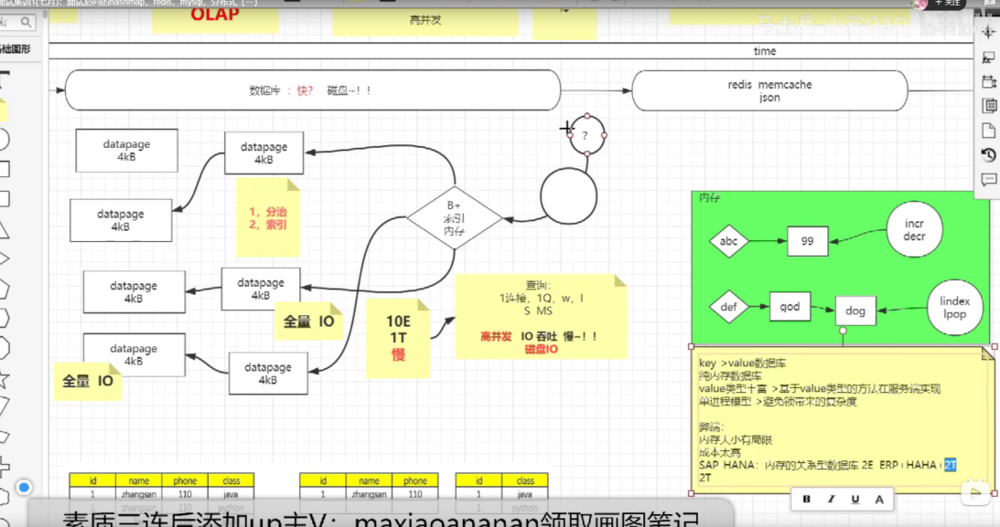 面试集训1(七月)：面试必问的hashmap，redis，mysql，分布式（一）
+ 关注
OLAP
高并发
基础图形
time
数据库 ：快? 磁盘~！！
redis memcache
json
datapage
4kB
datapage
4kB
datapage
4kB
datapage
4kB
datapage
4kB
datapage
4kB
datapage
4kB
1，分治
2，索引
B+
索引
内存
?
全量 IO
全量 IO
10E
1T
慢
查询:
1连接，1Q，w，I
S MS
高并发 IO 吞吐 慢~！！
磁盘IO
内存
abc
99
incr
decr
def
god
dog
lindex
lpop
key >value数据库
纯内存数据库
value类型丰富 >基于value类型的方法在服务端实现
单进程模型 >避免锁带来的复杂度
弊端:
内存大小有局限
成本太高
SAP HANA：内存的关系型数据库 2E ERP+HAHA+2T
2T
B I U A
id name phone class
1 zhangsan 110 java
python
id name phone
1 zhangsan 110
id class
1 java
1 python
素质三连后添加up主V：maxiaoananan领取画图笔记